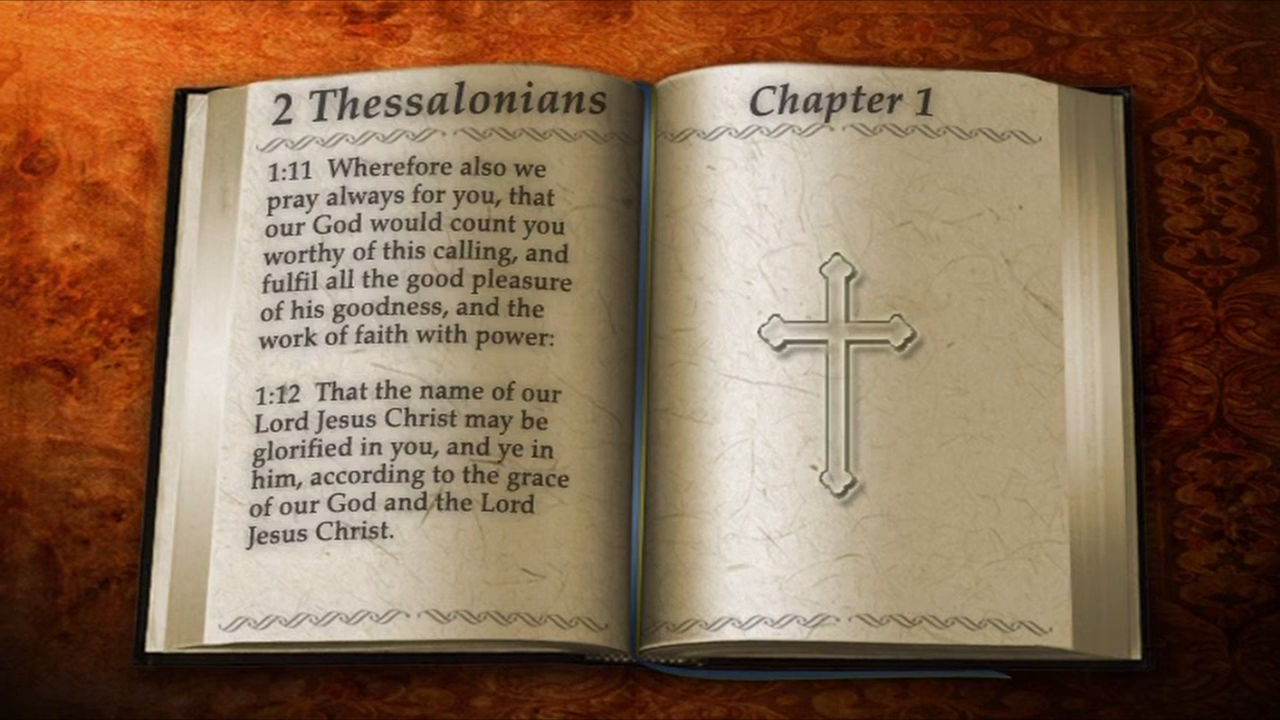 2 Thessalonians
1:11 Wherefore also we
pray always for you, that
our God would count you
worthy of this calling, and
fulfil all the good pleasure
of his goodness, and the
work of faith with power:
1:12 That the name of our
Lord Jesus Christ may be
glorified in you, and ye in
him, according to the grace
of our God and the Lord
Jesus Christ.
Chapter 1